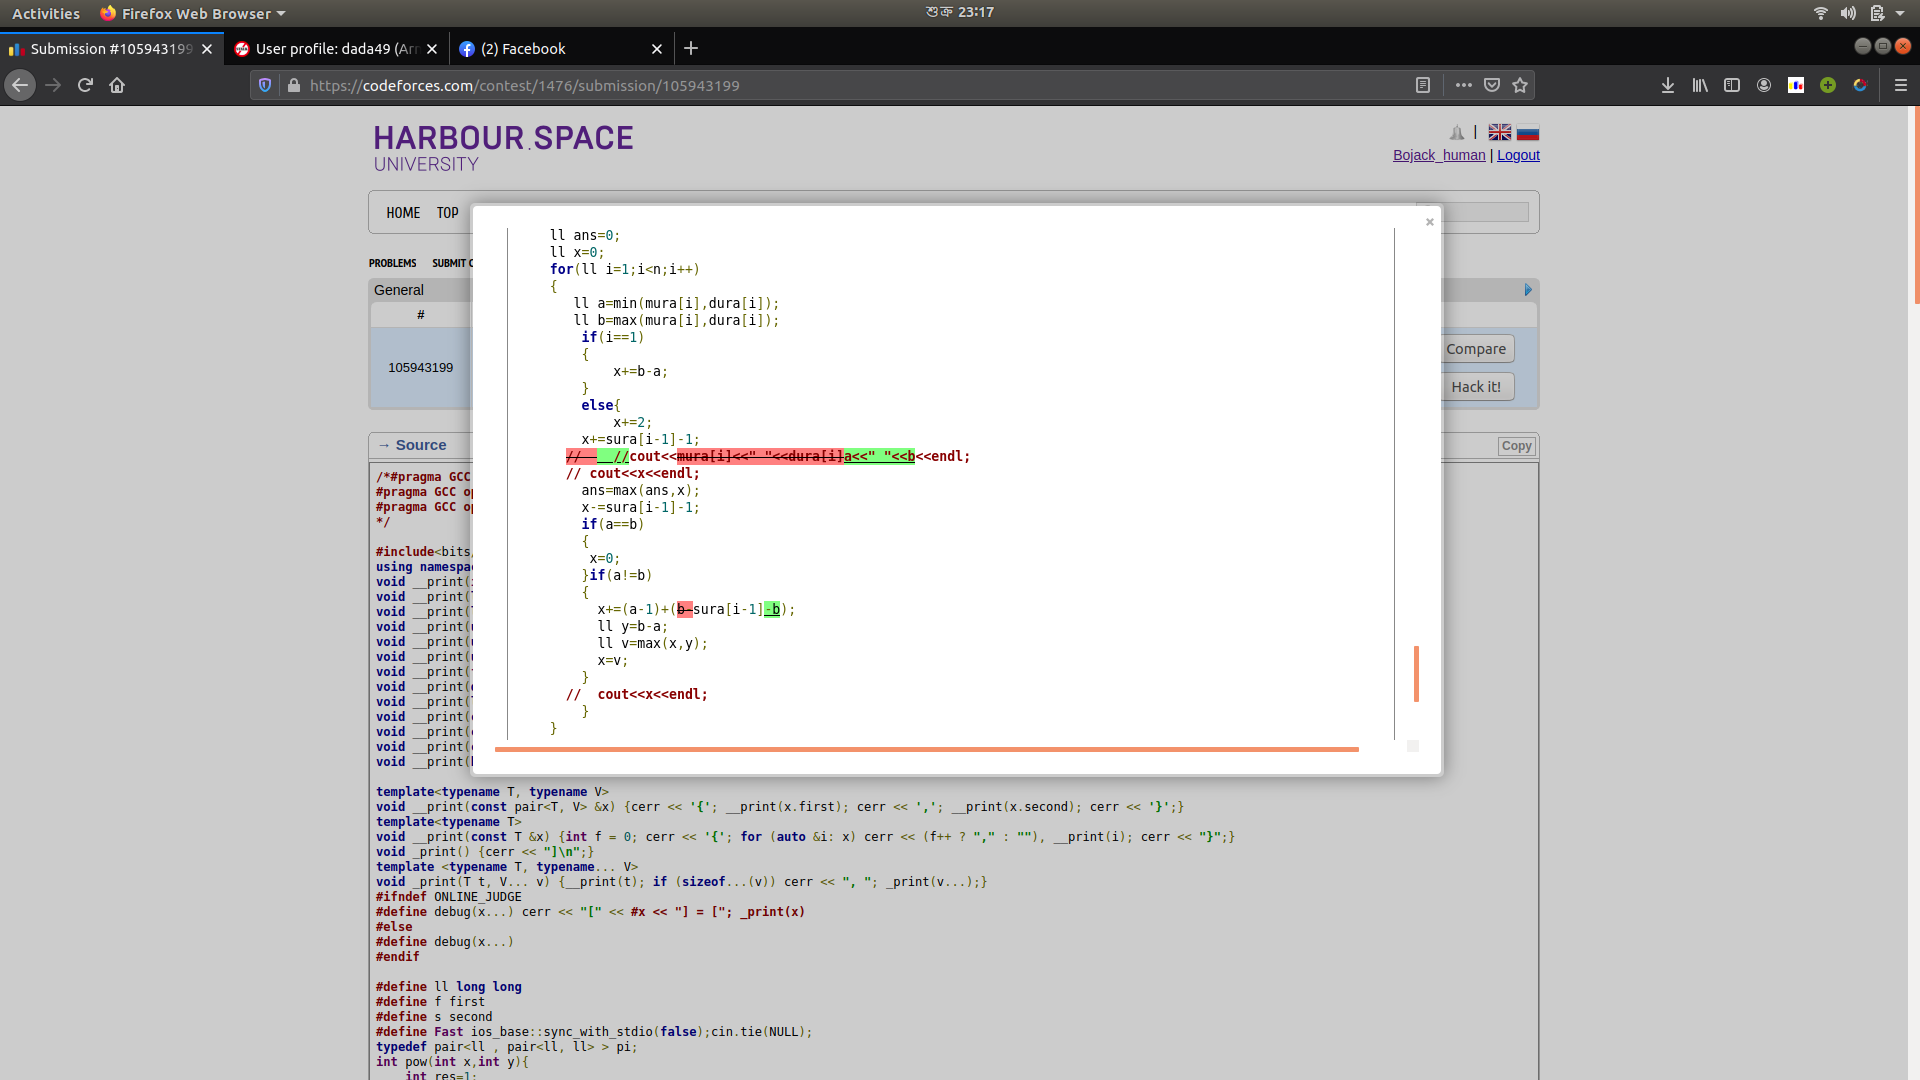 Activities Firefox Web Browser শুক্র 23:17
Submission #105943199 User profile: dada49 (Arn (2) Facebook
https://codeforces.com/contest/1476/submission/105943199
HARBOUR.SPACE
UNIVERSITY
|
Bojack_human | Logout
HOME TOP
PROBLEMS SUBMIT C
General
#
105943199
Compare
Hack it!
→ Source
Copy
ll ans=0;
ll x=0;
for(ll i=1;i<n;i++)
{
ll a=min(mura[i],dura[i]);
ll b=max(mura[i],dura[i]);
if(i==1)
{
x+=b-a;
}
else{
x+=2;
x+=sura[i-1]-1;
// //cout<<mura[i]<<" "<<dura[i]a<<" "<<b<<endl;
// cout<<x<<endl;
ans=max(ans,x);
x-=sura[i-1]-1;
if(a==b)
{
x=0;
}if(a!=b)
{
x+=(a-1)+(b-sura[i-1]-b);
ll y=b-a;
ll v=max(x,y);
x=v;
}
// cout<<x<<endl;
}
}
/*#pragma GCC
#pragma GCC op
#pragma GCC op
*/
#include<bits
using namespac
void __print(
void __print(
void __print(
void __print(
void __print(
void __print(
void __print(
void __print(
void __print(
void __print(
void __print(
void __print(
void __print(
template<typename T, typename V>
void __print(const pair<T, V> &x) {cerr << '{'; __print(x.first); cerr << ','; __print(x.second); cerr << '}';}
template<typename T>
void __print(const T &x) {int f = 0; cerr << '{'; for (auto &i: x) cerr << (f++ ? "," : ""), __print(i); cerr << "}";}
void _print() {cerr << "]\n";}
template <typename T, typename... V>
void _print(T t, V... v) {__print(t); if (sizeof...(v)) cerr << ", "; _print(v...);}
#ifndef ONLINE_JUDGE
#define debug(x...) cerr << "[" << #x << "] = ["; _print(x)
#else
#define debug(x...)
#endif
#define ll long long
#define f first
#define s second
#define Fast ios_base::sync_with_stdio(false);cin.tie(NULL);
typedef pair<ll , pair<ll, ll> > pi;
int pow(int x,int y){
int res=1;